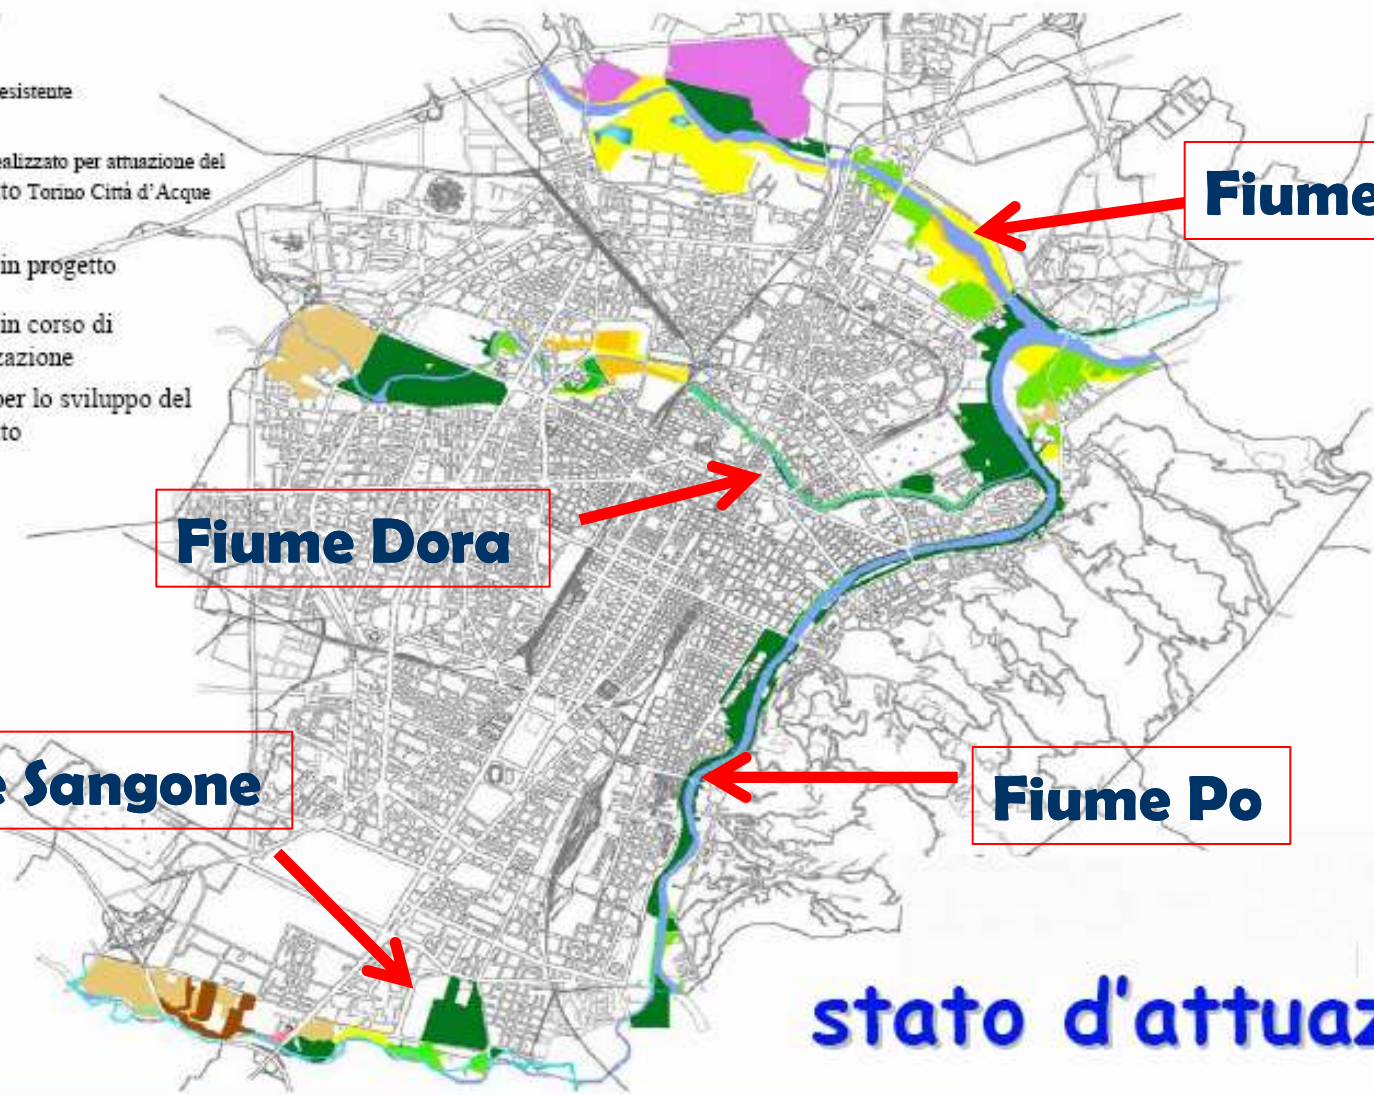 esistente
ealizzato per attuazione del
to Torino Città d'Acque
in progetto
in corso di
zazione
per lo sviluppo del
to
Fiume
Fiume Dora
e Sangone
Fiume Po
stato d'attuaz